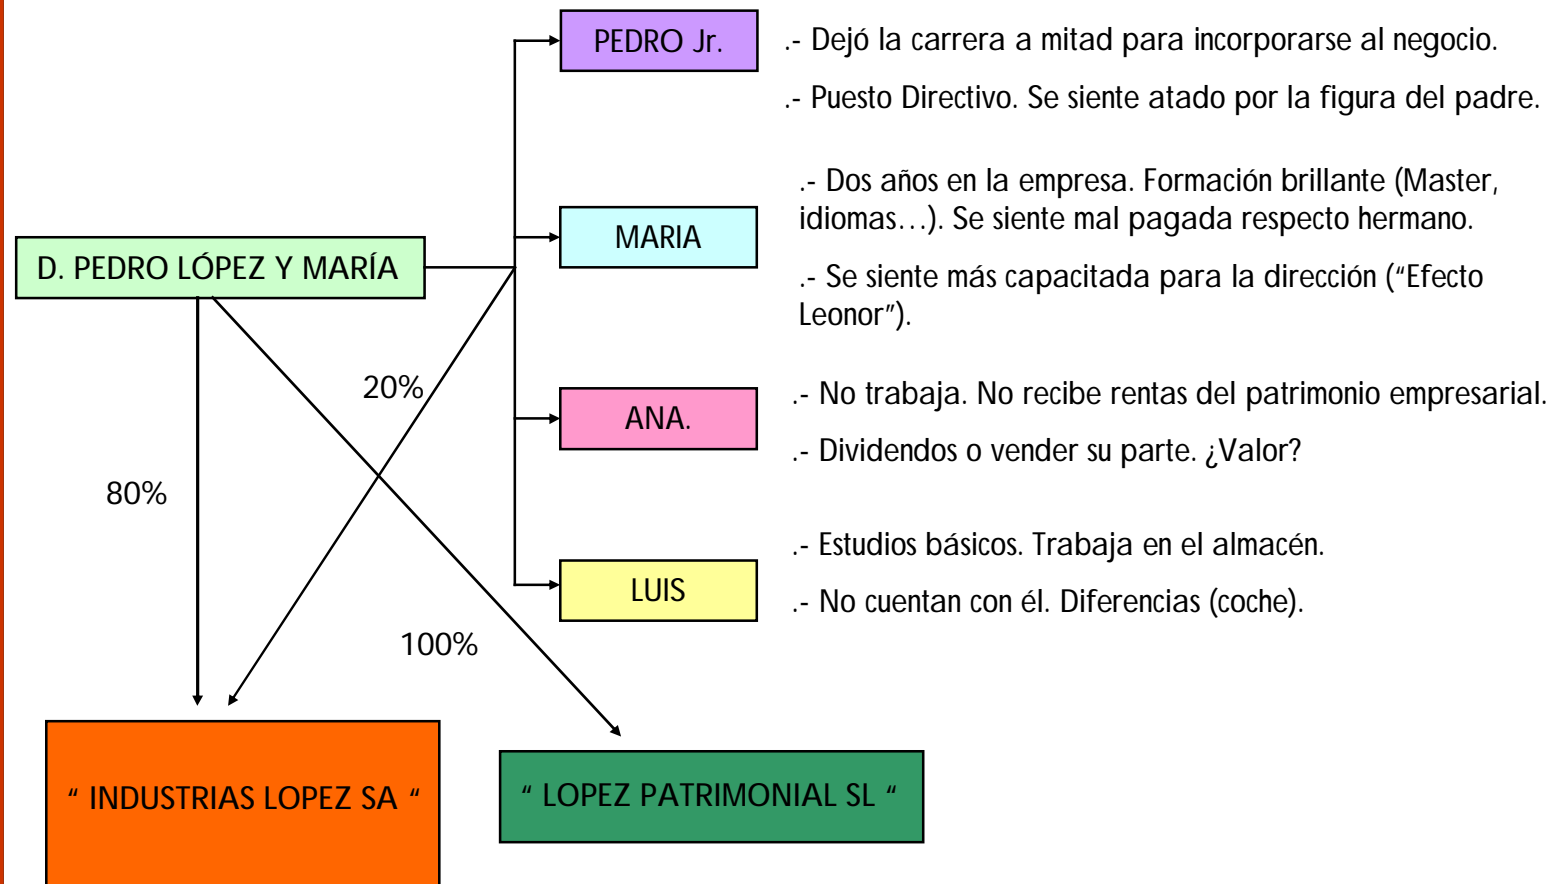 PEDRO Jr.
.- Dejó la carrera a mitad para incorporarse al negocio.
.- Puesto Directivo. Se siente atado por la figura del padre.
MARIA
.- Dos años en la empresa. Formación brillante (Master,
idiomas…). Se siente mal pagada respecto hermano.
.- Se siente más capacitada para la dirección (“Efecto
Leonor”).
D. PEDRO LÓPEZ Y MARÍA
20%
80%
100%
ANA.
.- No trabaja. No recibe rentas del patrimonio empresarial.
.- Dividendos o vender su parte. ¿Valor?
LUIS
.- Estudios básicos. Trabaja en el almacén.
.- No cuentan con él. Diferencias (coche).
“ INDUSTRIAS LOPEZ SA “
“ LOPEZ PATRIMONIAL SL “